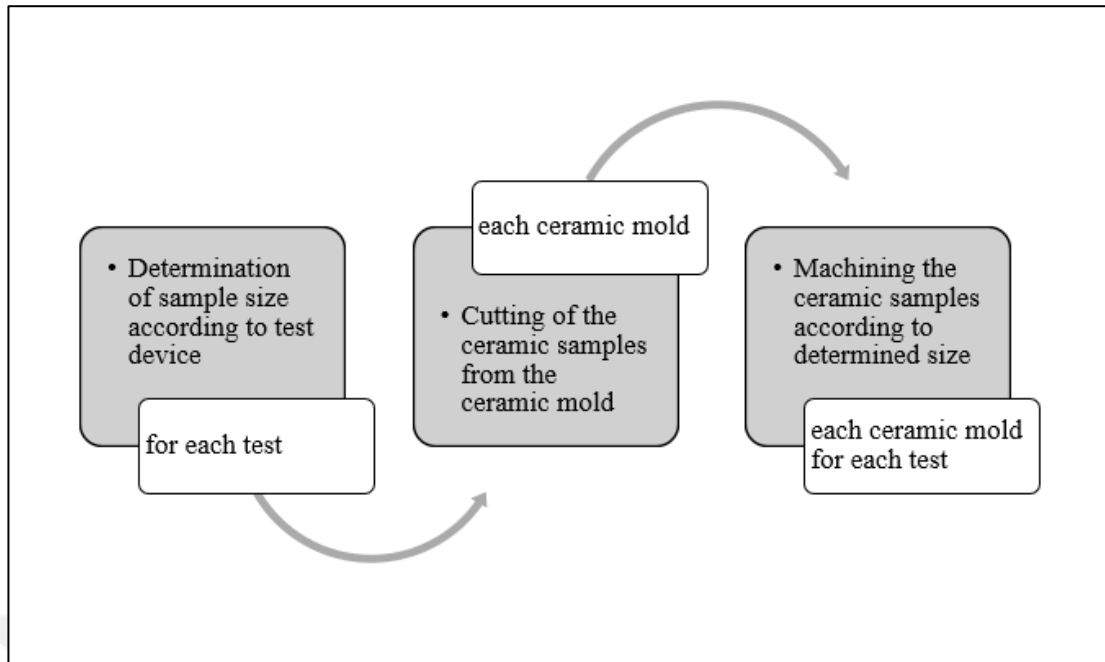 • Determination
of sample size
according to test
device
for each test
each ceramic mold
• Cutting of the
ceramic samples
from the
ceramic mold
• Machining the
ceramic samples
according to
determined size
each ceramic mold
for each test